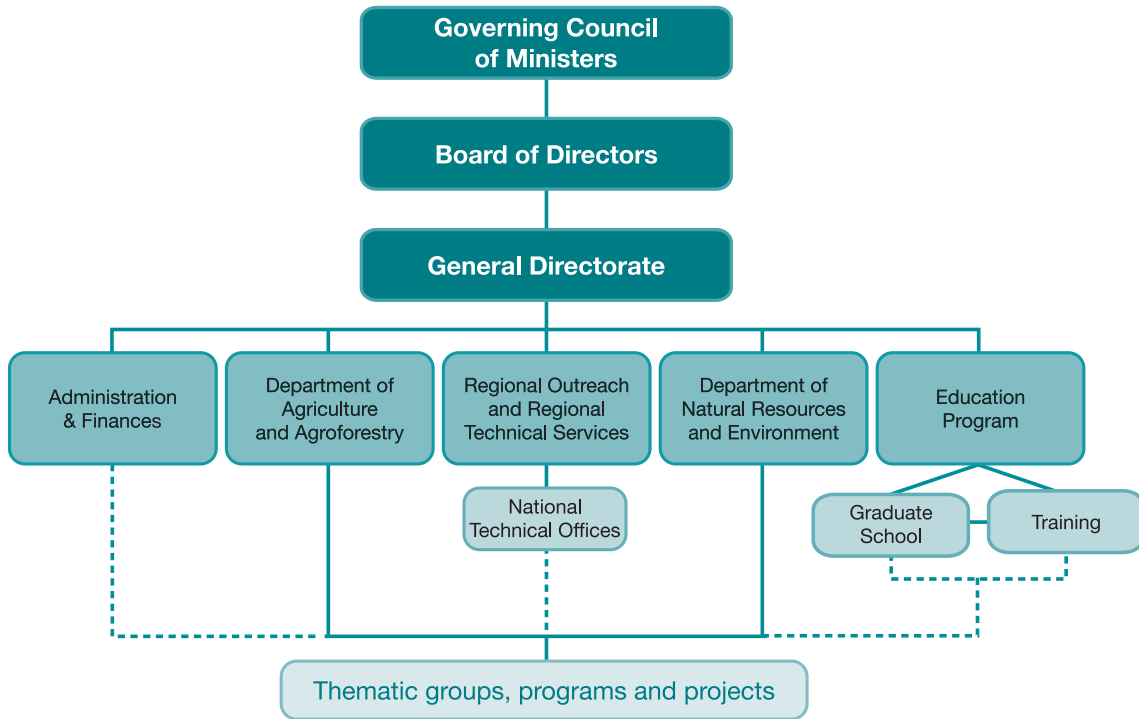 Governing Council
of Ministers
Board of Directors
General Directorate
Administration
& Finances
Department of
Agriculture
and Agroforestry
Regional Outreach
and Regional
Technical Services
Department of
Natural Resources
and Environment
Education
Program
National
Technical Offices
Graduate
School
Training
Thematic groups, programs and projects